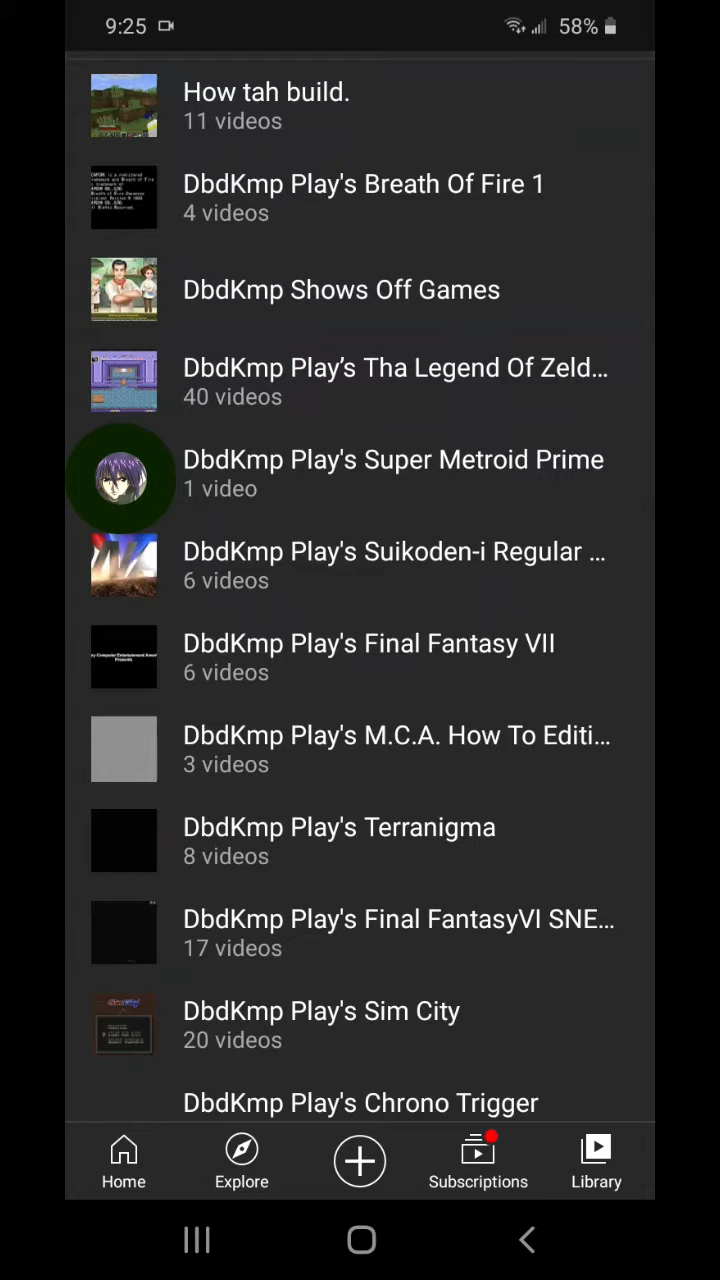 9:25
58%
How tah build.
11 videos
DbdKmp Play's Breath Of Fire 1
4 videos
DbdKmp Shows Off Games
DbdKmp Play's Tha Legend Of Zeld...
40 videos
DbdKmp Play's Super Metroid Prime
1 video
DbdKmp Play's Suikoden-i Regular ...
6 videos
DbdKmp Play's Final Fantasy VII
6 videos
DbdKmp Play's M.C.A. How To Editi...
3 videos
DbdKmp Play's Terranigma
8 videos
DbdKmp Play's Final FantasyVI SNE...
17 videos
DbdKmp Play's Sim City
20 videos
DbdKmp Play's Chrono Trigger
Home
Explore
Subscriptions
Library